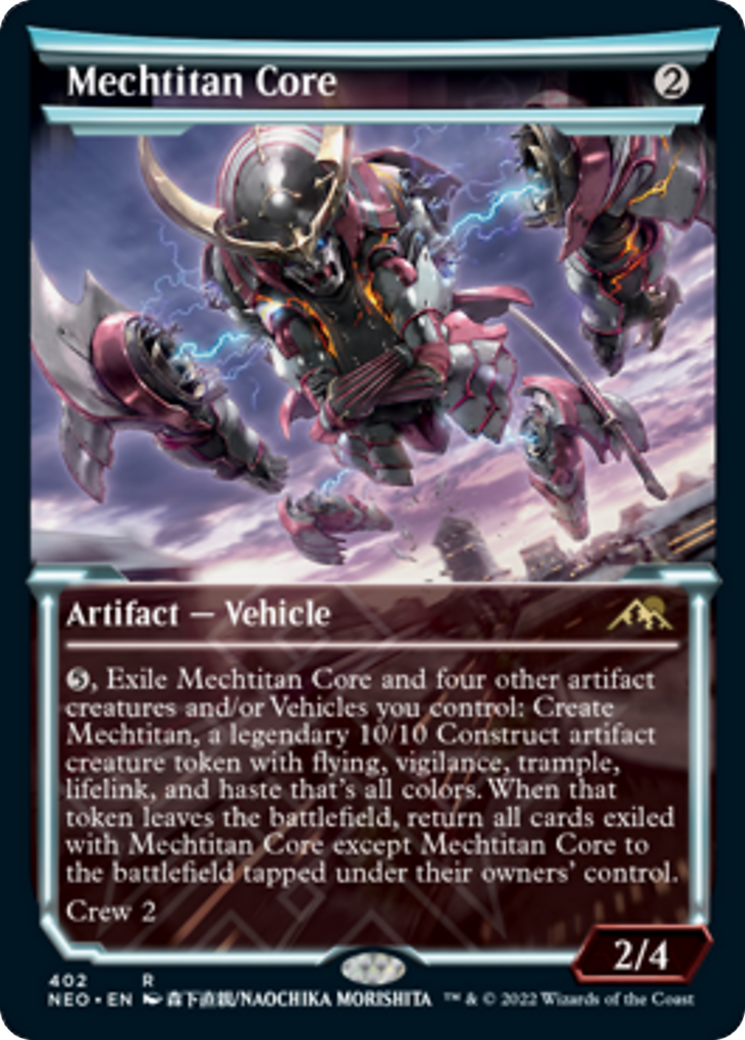 Mechtitan Core 2
Artifact — Vehicle
5, Exile Mechtitan Core and four other artifact
creatures and/or Vehicles you control: Create
Mechtitan, a legendary 10/10 Construct artifact
creature token with flying, vigilance, trample,
lifelink, and haste that's all colors. When that
token leaves the battlefield, return all cards exiled
with Mechtitan Core except Mechtitan Core to
the battlefield tapped under their owners' control.
Crew 2
2/4
402 R
NEO • EN 森下直親/NAOCHIKA MORISHITA ™ & © 2022 Wizards of the Coast